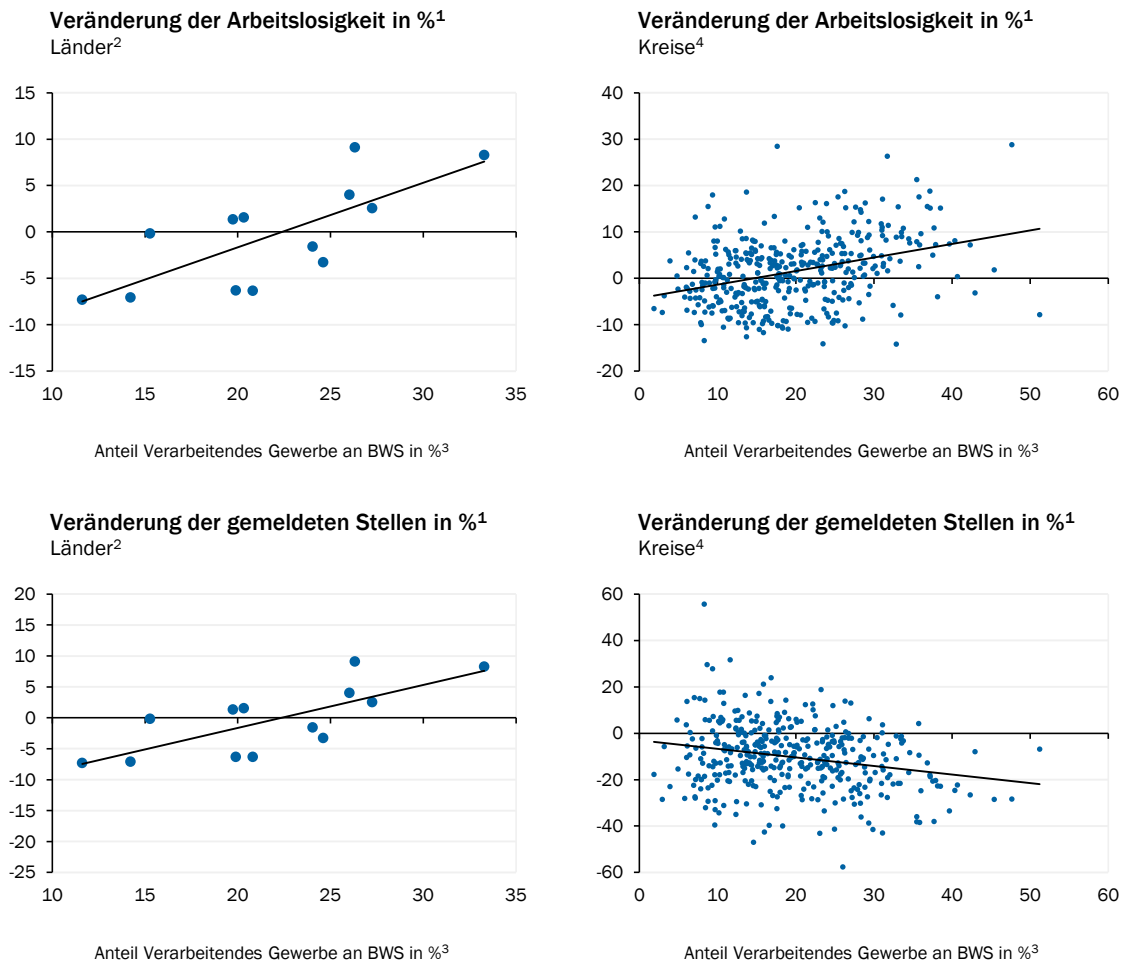 Veränderung der Arbeitslosigkeit in %¹
Länder²
15
10
5
0
-5
-10
-15
10 15 20 25 30 35
Anteil Verarbeitendes Gewerbe an BWS in %³
Veränderung der Arbeitslosigkeit in %¹
Kreise⁴
40
30
20
10
0
-10
-20
0 10 20 30 40 50 60
Anteil Verarbeitendes Gewerbe an BWS in %³
Veränderung der gemeldeten Stellen in %¹
Länder²
20
15
10
5
0
-5
-10
-15
-20
-25
10 15 20 25 30 35
Anteil Verarbeitendes Gewerbe an BWS in %³
Veränderung der gemeldeten Stellen in %¹
Kreise⁴
60
40
20
0
-20
-40
-60
0 10 20 30 40 50 60
Anteil Verarbeitendes Gewerbe an BWS in %³